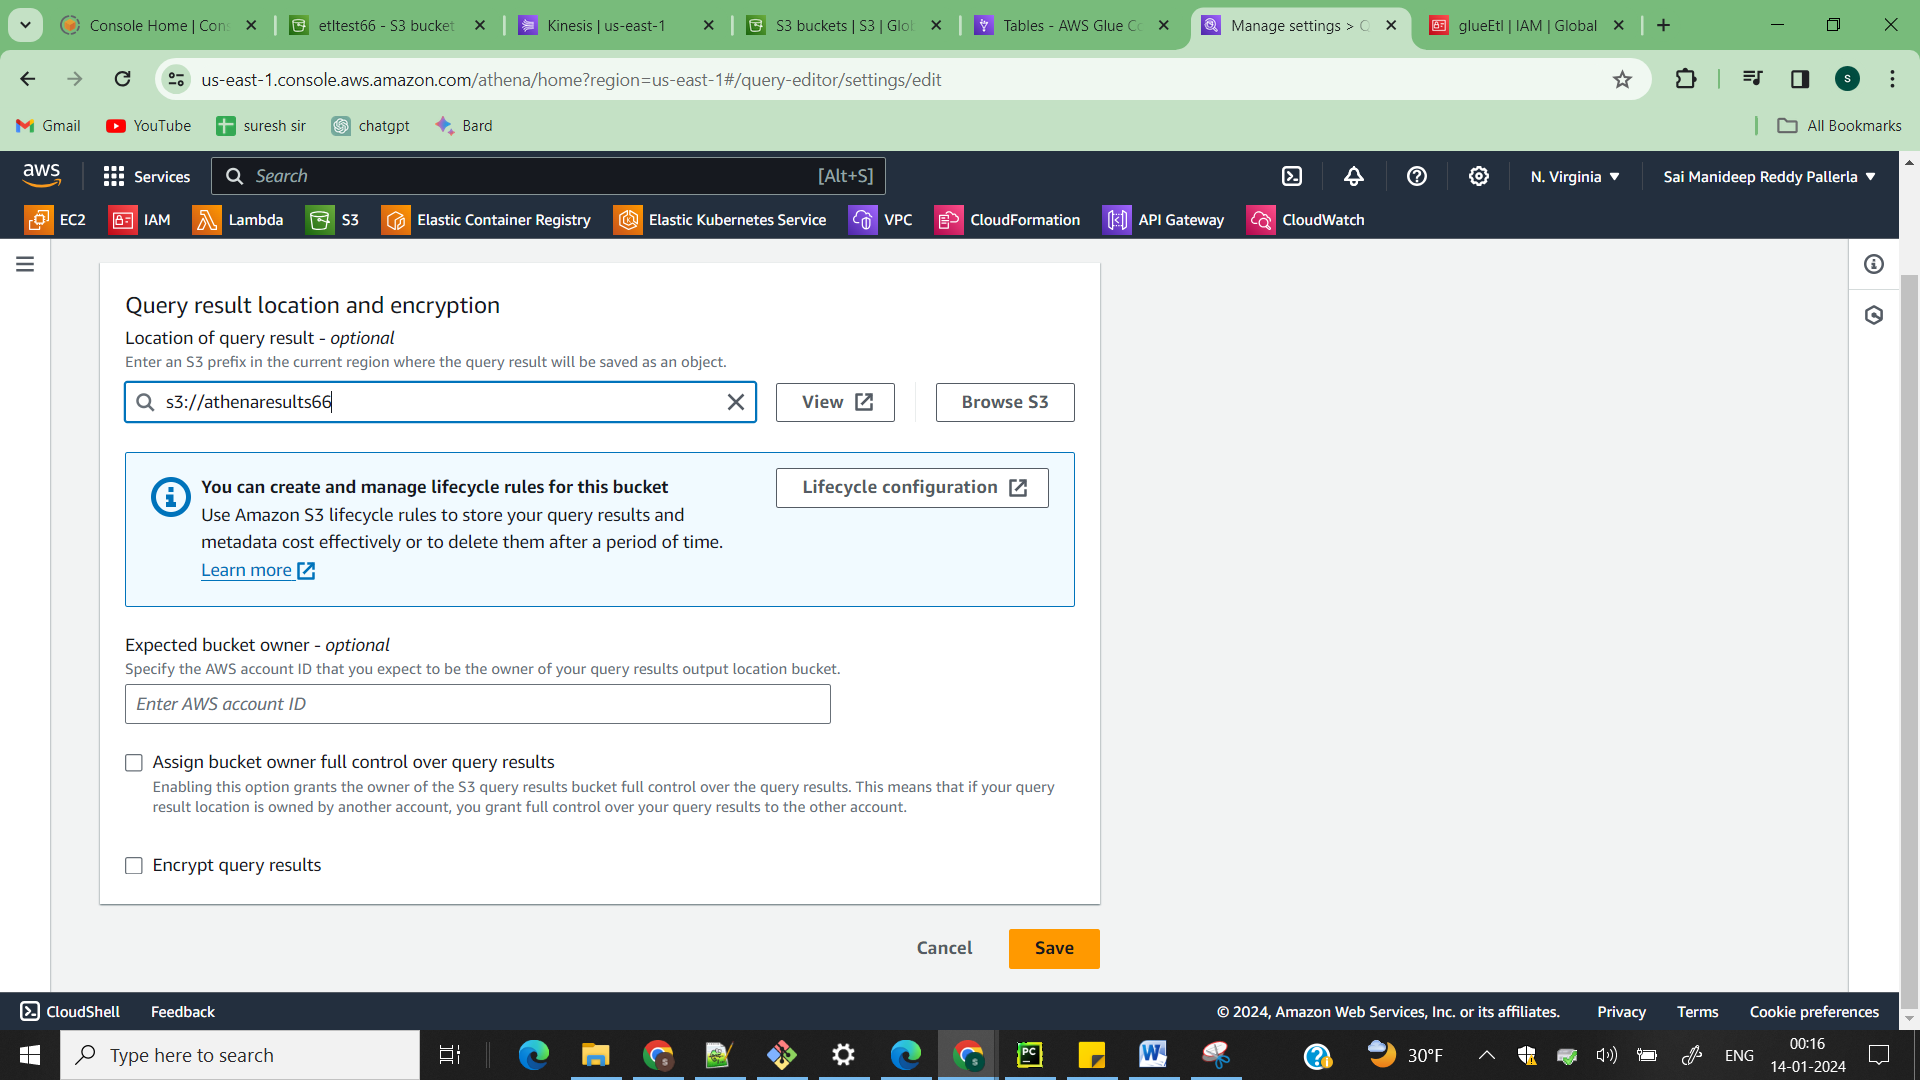 Console Home | Cons
etltest66 - S3 bucket
Kinesis | us-east-1
S3 buckets | S3 | Glob
Tables - AWS Glue Co
Manage settings > Q
glueEtl | IAM | Global
us-east-1.console.aws.amazon.com/athena/home?region=us-east-1#/query-editor/settings/edit
S
Gmail
YouTube
suresh sir
chatgpt
Bard
All Bookmarks
aws
Services
Search
[Alt+S]
N. Virginia
Sai Manideep Reddy Pallerla
EC2
IAM
Lambda
S3
Elastic Container Registry
Elastic Kubernetes Service
VPC
CloudFormation
API Gateway
CloudWatch
Query result location and encryption
Location of query result - optional
Enter an S3 prefix in the current region where the query result will be saved as an object.
s3://athenaresults66
View
Browse S3
You can create and manage lifecycle rules for this bucket
Lifecycle configuration
Use Amazon S3 lifecycle rules to store your query results and
metadata cost effectively or to delete them after a period of time.
Learn more
Expected bucket owner - optional
Specify the AWS account ID that you expect to be the owner of your query results output location bucket.
Enter AWS account ID
Assign bucket owner full control over query results
Enabling this option grants the owner of the S3 query results bucket full control over the query results. This means that if your query
result location is owned by another account, you grant full control over your query results to the other account.
Encrypt query results
Cancel
Save
CloudShell
Feedback
© 2024, Amazon Web Services, Inc. or its affiliates.
Privacy
Terms
Cookie preferences
Type here to search
PC
30°F
ENG
00:16
14-01-2024